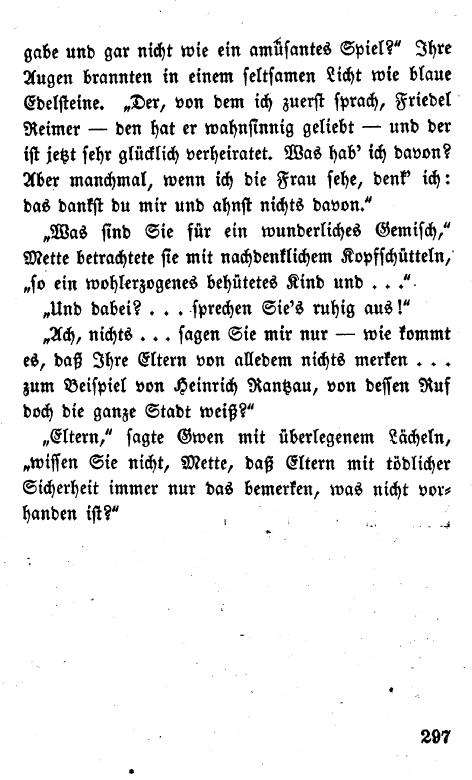 gabe und gar nicht wie ein amüsantes Spiel?“ Ihre
Augen brannten in einem seltsamen Licht wie blaue
Edelsteine. „Der, von dem ich zuerst sprach, Friedel
Reimer — den hat er wahnsinnig geliebt — und der
ist jetzt sehr glücklich verheiratet. Was hab' ich davon?
Aber manchmal, wenn ich die Frau sehe, denk' ich:
das dankst du mir und ahnst nichts davon.“
„Was sind Sie für ein wunderliches Gemisch,“
Mette betrachtete sie mit nachdenklichem Kopfschütteln,
„so ein wohlerzogenes behütetes Kind und . . .“
„Und dabei? . . . sprechen Sie's ruhig aus!“
„Ach, nichts . . . sagen Sie mir nur — wie kommt
es, daß Ihre Eltern von alledem nichts merken . . .
zum Beispiel von Heinrich Rantzau, von dessen Ruf
doch die ganze Stadt weiß?“
„Eltern,“ sagte Gwen mit überlegenem Lächeln,
„wissen Sie nicht, Mette, daß Eltern mit tödlicher
Sicherheit immer nur das bemerken, was nicht vor-
handen ist?“
297